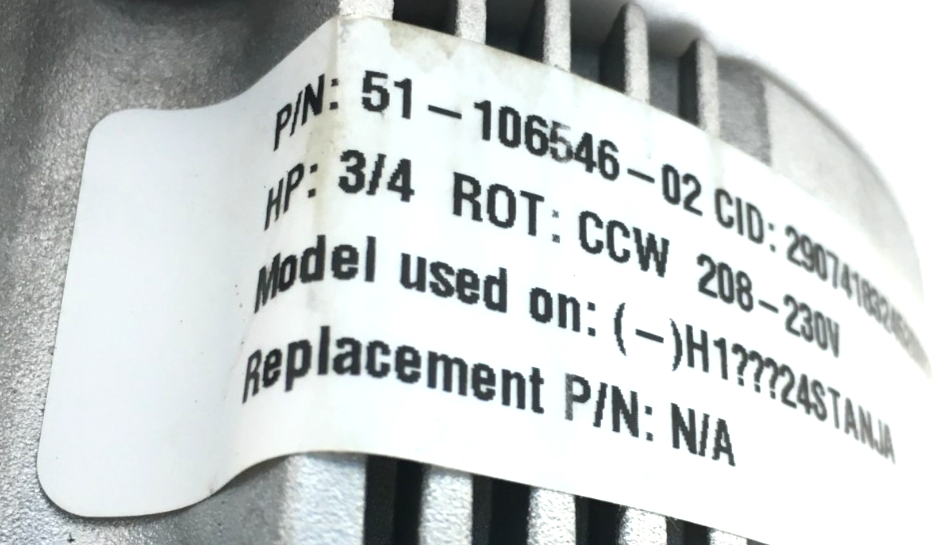 P/N: 51-106546-02 CID:
HP: 3/4 ROT: CCW 208-230V
Model used on: (-)H1???24STANJA
Replacement P/N: N/A